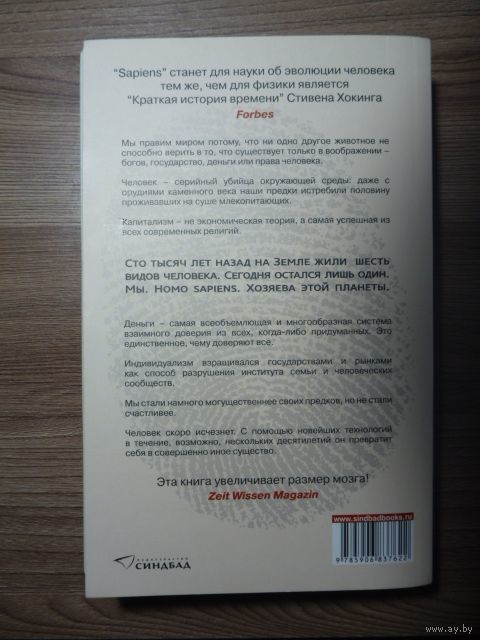 “Sapiens” станет для науки об эволюции человека
тем же, чем для физики является
“Краткая история времени” Стивена Хокинга
Forbes
Мы правим миром потому, что ни одно другое животное не
способно верить в то, что существует только в воображении –
богов, государство, деньги или права человека.
Человек – серийный убийца окружающей среды: даже с
орудиями каменного века наши предки истребили половину
проживавших на суше млекопитающих.
Капитализм – не экономическая теория, а самая успешная из
всех современных религий.
Сто тысяч лет назад на Земле жили шесть
видов человека. Сегодня остался лишь один.
Мы. Homo sapiens. Хозяева этой планеты.
Деньги – самая всеобъемлющая и многообразная система
взаимного доверия из всех, когда-либо придуманных. Это
единственное, чему доверяют все.
Индивидуализм взращивался государствами и рынками
как способ разрушения института семьи и человеческих
сообществ.
Мы стали намного могущественнее своих предков, но не стали
счастливее.
Человек скоро исчезнет. С помощью новейших технологий
в течение, возможно, нескольких десятилетий он превратит
себя в совершенно иное существо.
Эта книга увеличивает размер мозга!
Zeit Wissen Magazin
www.sindbadbooks.ru
издательство
СИНДБАД
9 785906 837622
www.ay.by